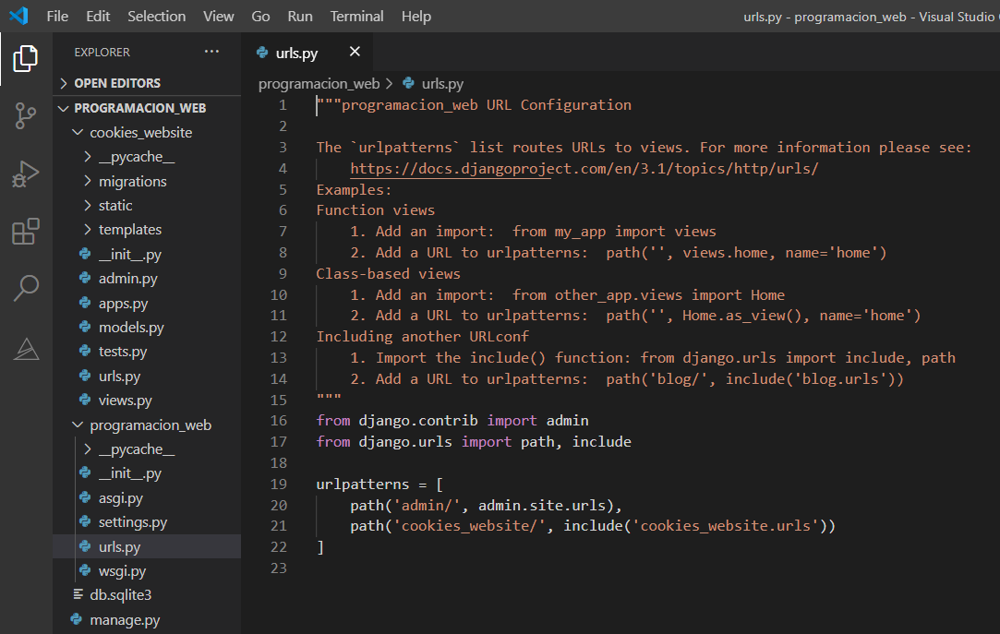 File Edit Selection View Go Run Terminal Help urls.py - programacion_web - Visual Studio
EXPLORER ···
OPEN EDITORS
PROGRAMACION_WEB
cookies_website
__pycache__
migrations
static
templates
__init__.py
admin.py
apps.py
models.py
tests.py
urls.py
views.py
programacion_web
__pycache__
__init__.py
asgi.py
settings.py
urls.py
wsgi.py
db.sqlite3
manage.py
urls.py
programacion_web > urls.py
1 """programacion_web URL Configuration
2
3 The `urlpatterns` list routes URLs to views. For more information please see:
4     https://docs.djangoproject.com/en/3.1/topics/http/urls/
5 Examples:
6 Function views
7     1. Add an import:  from my_app import views
8     2. Add a URL to urlpatterns:  path('', views.home, name='home')
9 Class-based views
10     1. Add an import:  from other_app.views import Home
11     2. Add a URL to urlpatterns:  path('', Home.as_view(), name='home')
12 Including another URLconf
13     1. Import the include() function: from django.urls import include, path
14     2. Add a URL to urlpatterns:  path('blog/', include('blog.urls'))
15 """
16 from django.contrib import admin
17 from django.urls import path, include
18
19 urlpatterns = [
20     path('admin/', admin.site.urls),
21     path('cookies_website/', include('cookies_website.urls'))
22 ]
23